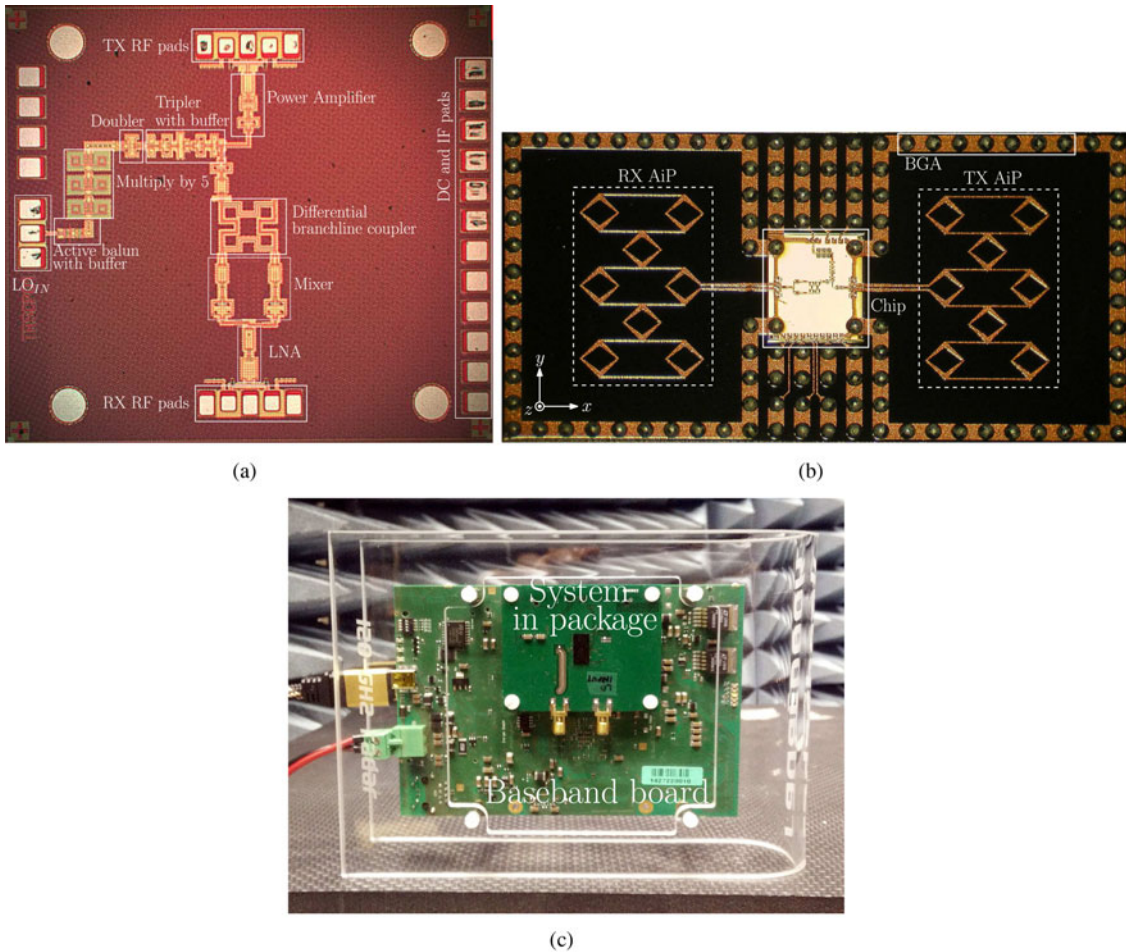 TX RF pads
Power Amplifier
Tripler
with buffer
Doubler
Multiply by 5
DC and IF pads
Differential
branchline coupler
Active balun
with buffer
LO_IN
Mixer
LNA
RX RF pads
(a)
BGA
RX AiP
TX AiP
Chip
y
z
x
(b)
System
in package
LO
INPUT
120-GHz radar
Baseband board
(c)